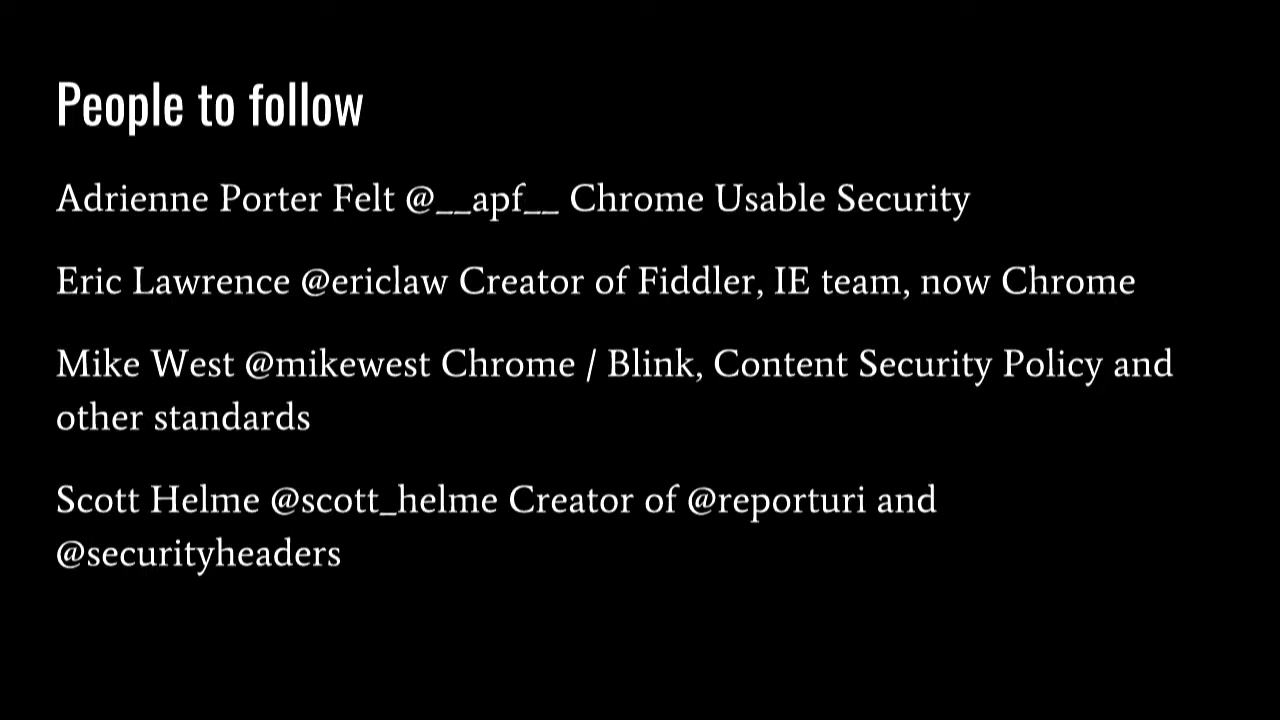 People to follow
Adrienne Porter Felt @__apf__ Chrome Usable Security
Eric Lawrence @ericlaw Creator of Fiddler, IE team, now Chrome
Mike West @mikewest Chrome / Blink, Content Security Policy and
other standards
Scott Helme @scott_helme Creator of @reporturi and
@securityheaders